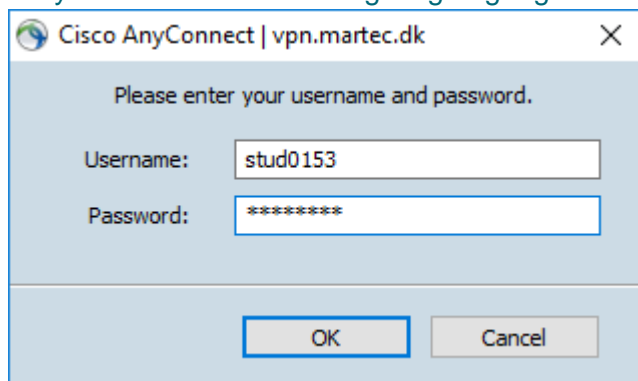 Cisco AnyConnect | vpn.martec.dk
Please enter your username and password.
Username: stud0153
Password: ********
OK Cancel